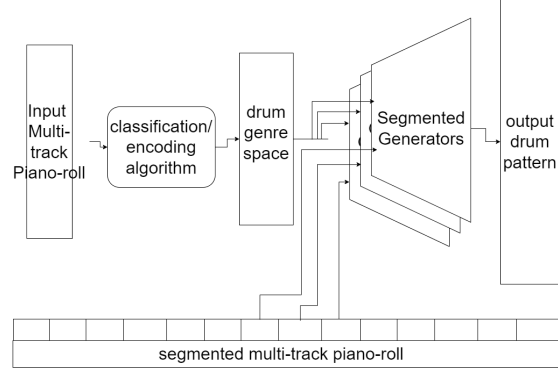 Input
Multi-
track
Piano-roll
classification/
encoding
algorithm
drum
genre
space
Segmented
Generators
output
drum
pattern
segmented multi-track piano-roll